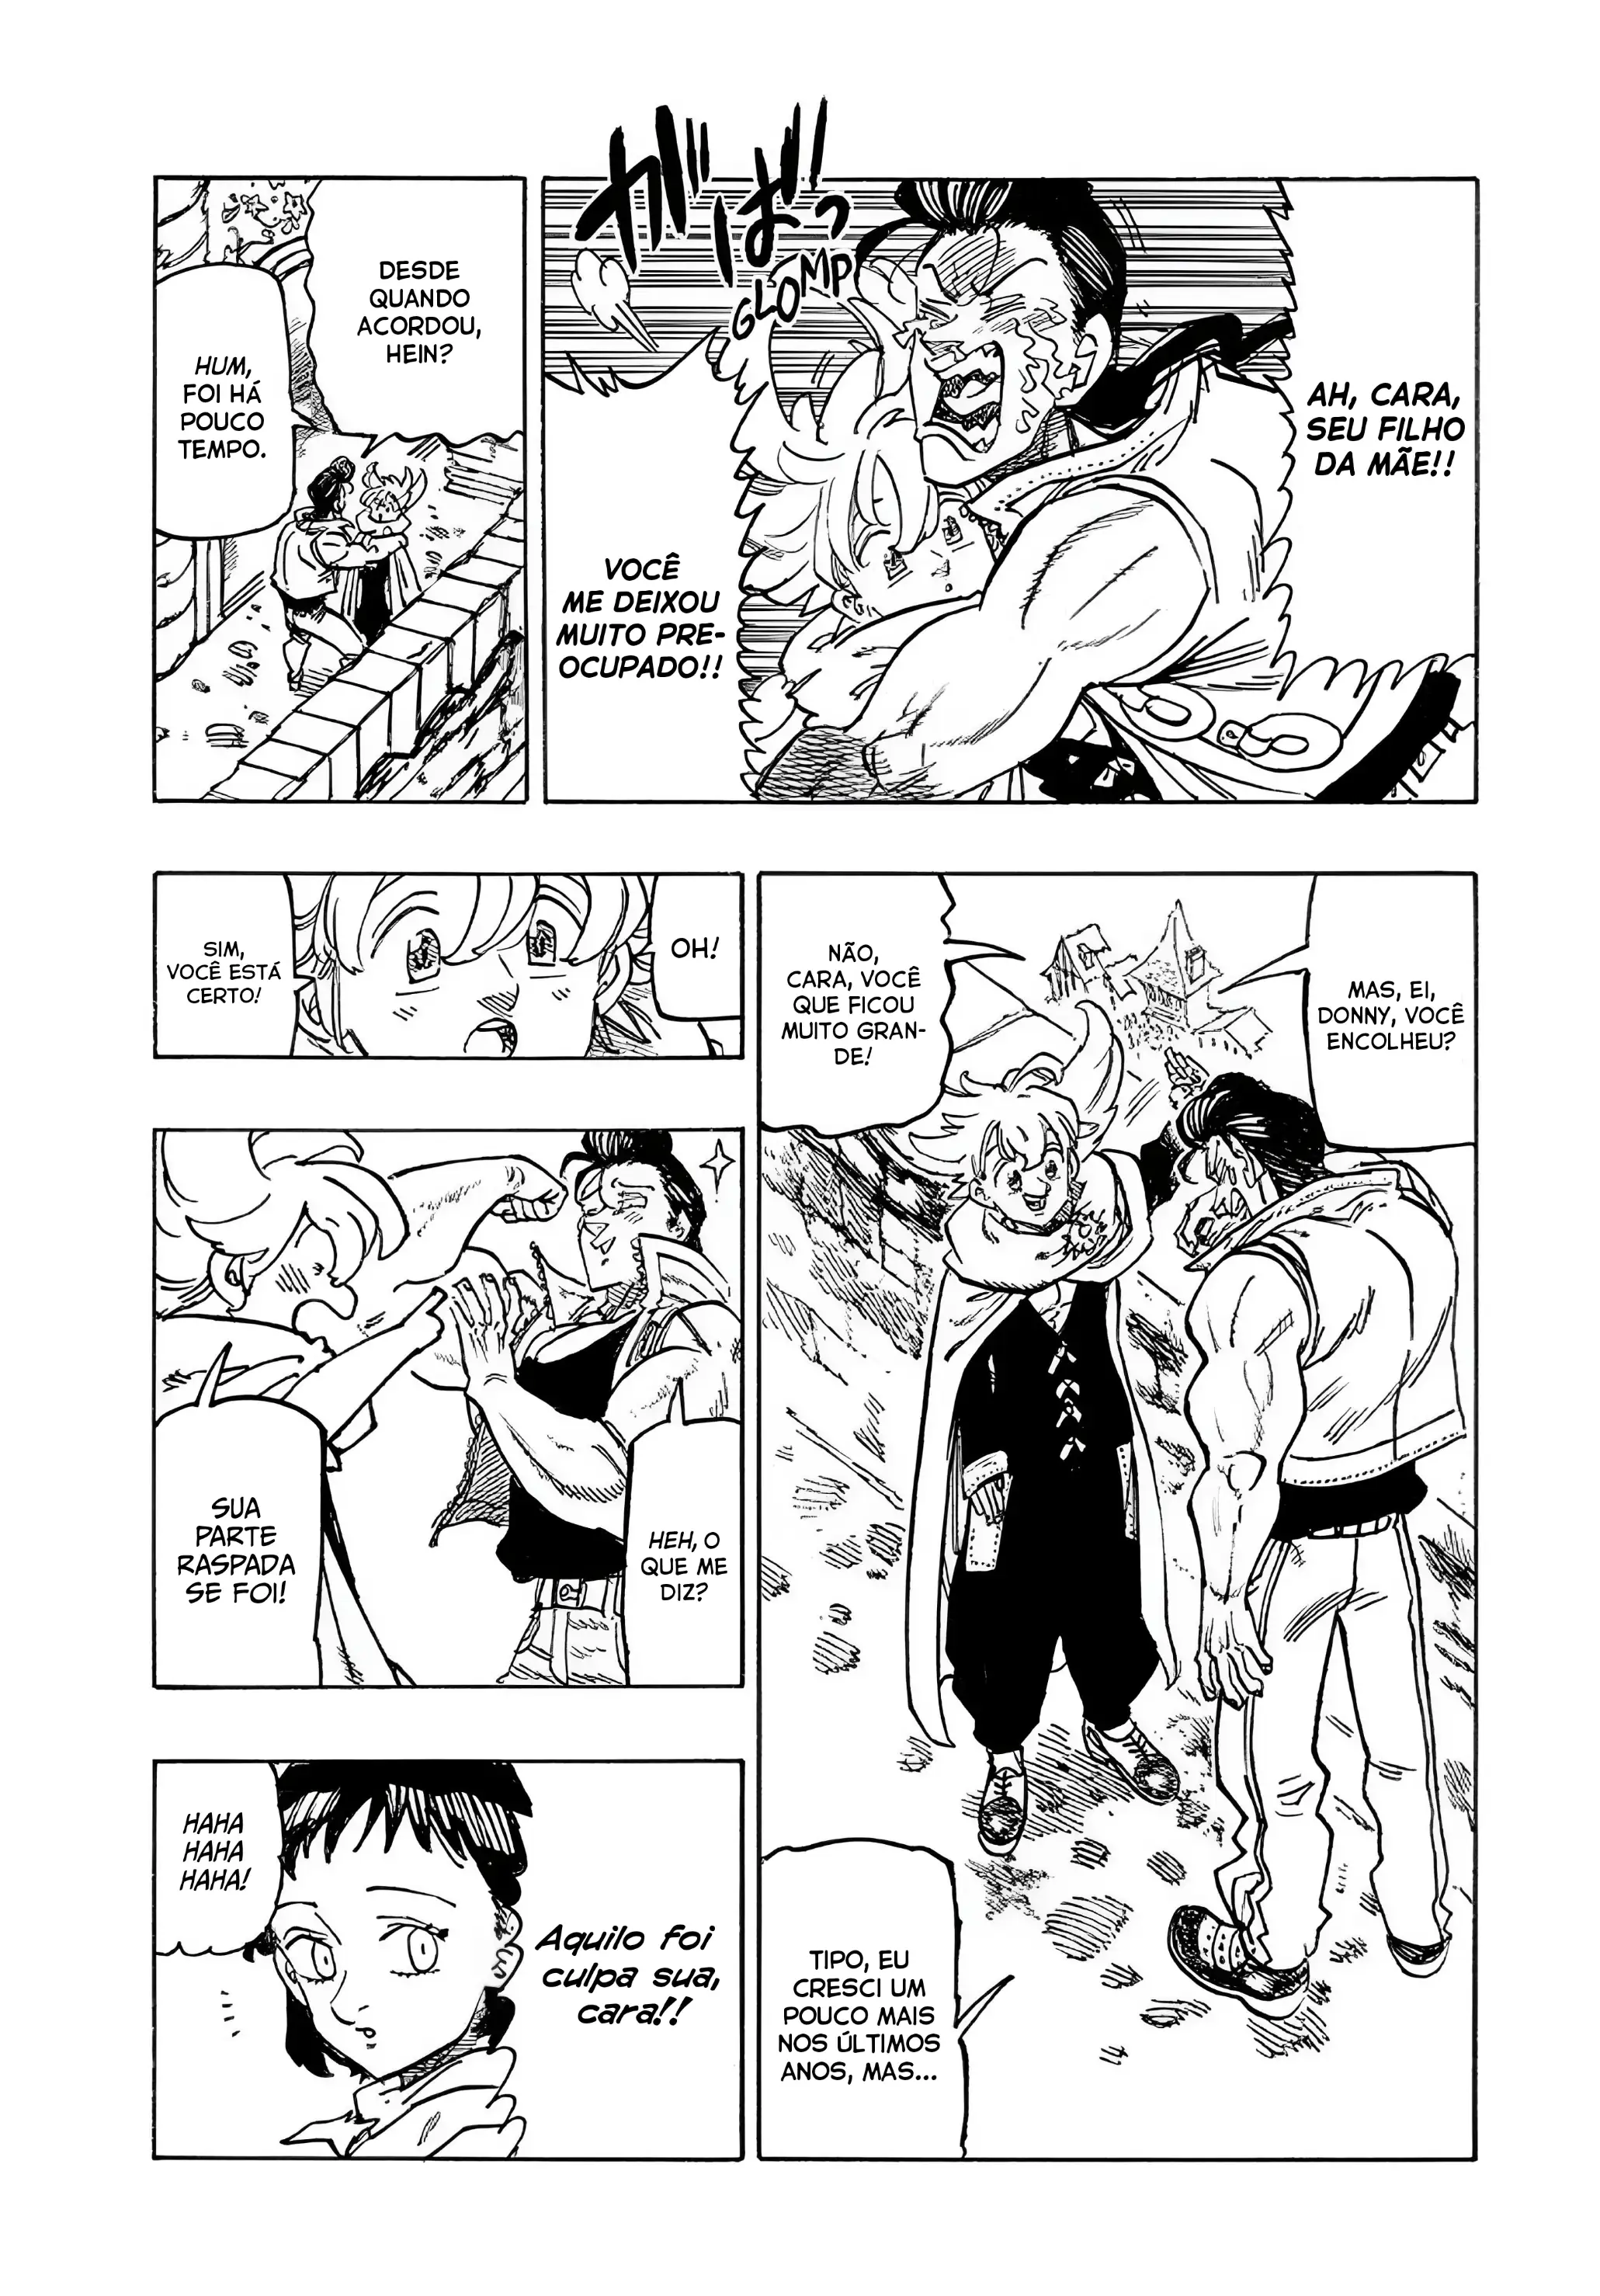 がばっ
GLOMP
AH, CARA,
SEU FILHO
DA MÃE!!
VOCÊ
ME DEIXOU
MUITO PRE-
OCUPADO!!
DESDE
QUANDO
ACORDOU,
HEIN?
HUM,
FOI HÁ
POUCO
TEMPO.
MAS, EI,
DONNY, VOCÊ
ENCOLHEU?
NÃO,
CARA, VOCÊ
QUE FICOU
MUITO GRAN-
DE!
TIPO, EU
CRESCI UM
POUCO MAIS
NOS ÚLTIMOS
ANOS, MAS...
OH!
SIM,
VOCÊ ESTÁ
CERTO!
HEH, O
QUE ME
DIZ?
SUA
PARTE
RASPADA
SE FOI!
Aquilo foi
culpa sua,
cara!!
HAHA
HAHA
HAHA!